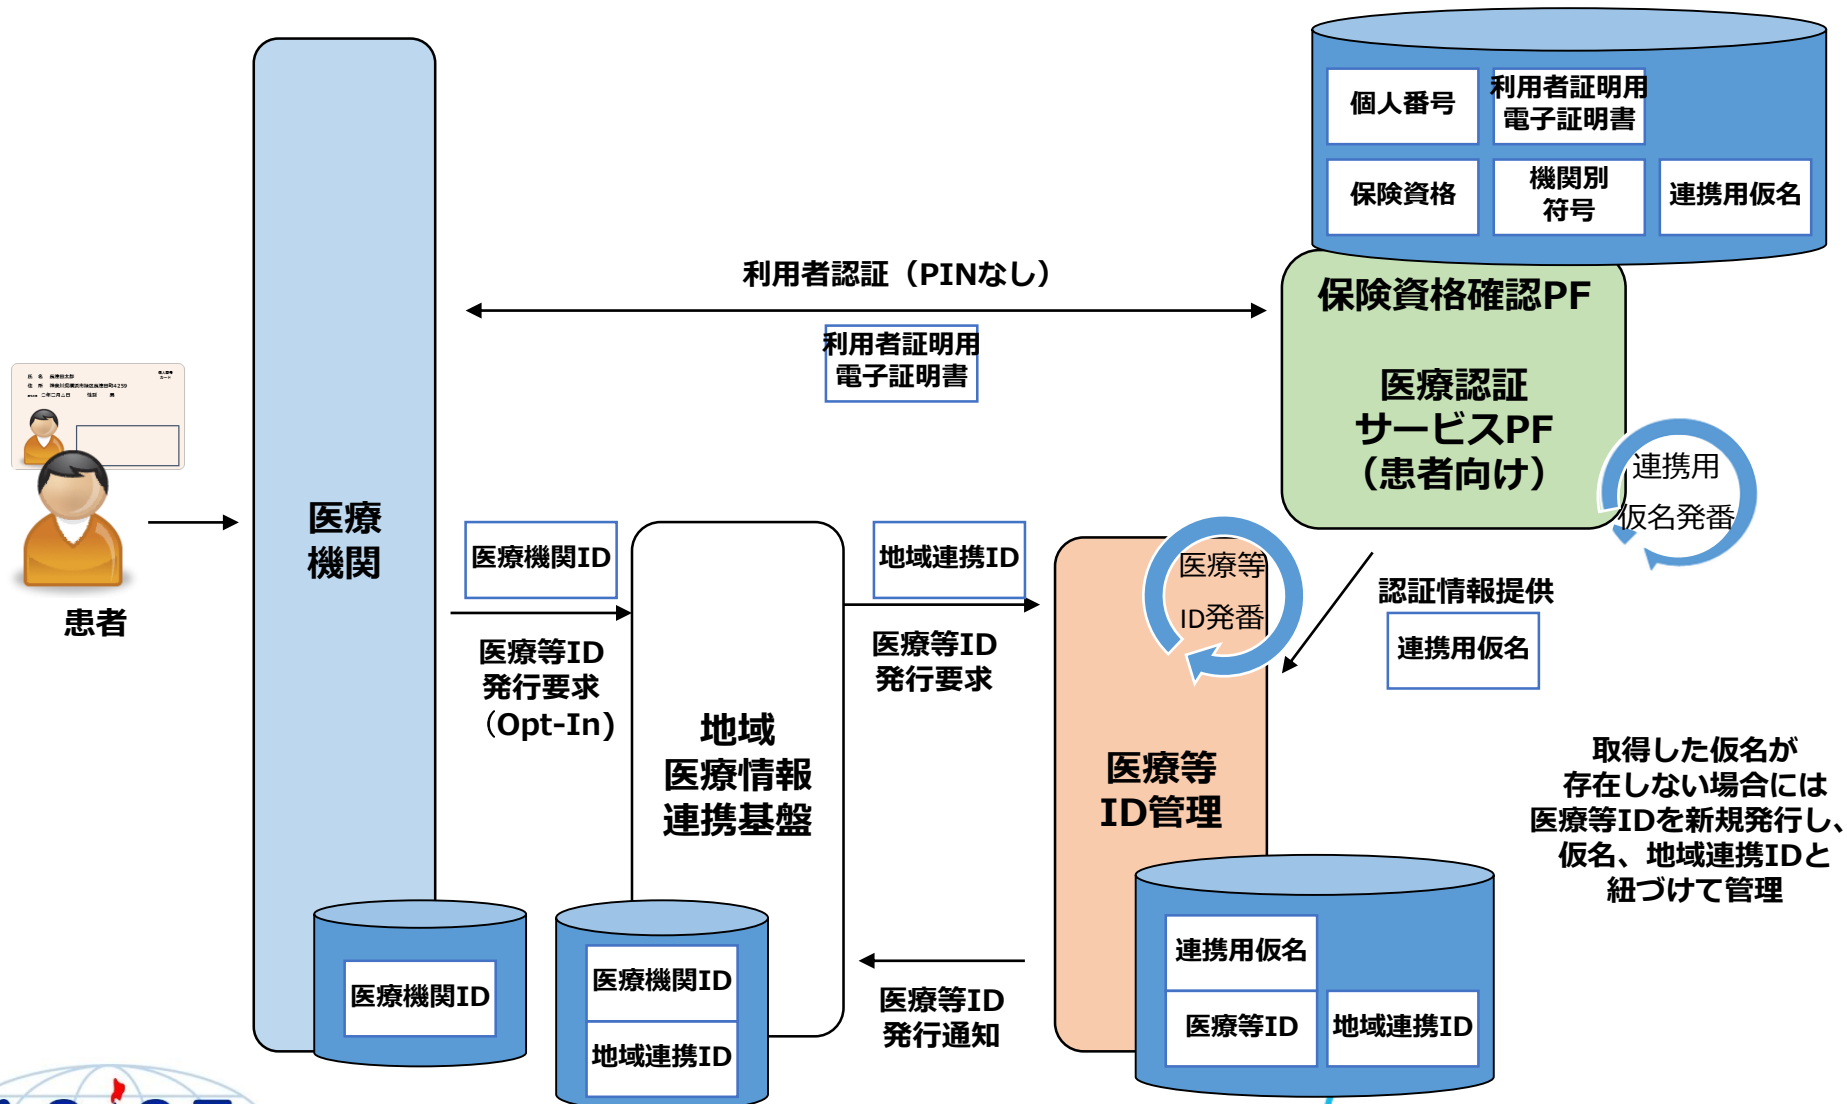 個人番号
利用者証明用
電子証明書
保険資格
機関別
符号
連携用仮名
利用者認証（PINなし）
利用者証明用
電子証明書
保険資格確認PF
医療認証
サービスPF
（患者向け）
連携用
仮名発番
氏 名
住 所
性別
男
患者
医療
機関
医療機関ID
医療等ID
発行要求
（Opt-In)
地域
医療情報
連携基盤
地域連携ID
医療等ID
発行要求
医療等
ID発番
医療等
ID管理
認証情報提供
連携用仮名
取得した仮名が
存在しない場合には
医療等IDを新規発行し、
仮名、地域連携IDと
紐づけて管理
医療機関ID
医療機関ID
地域連携ID
医療等ID
発行通知
連携用仮名
医療等ID
地域連携ID